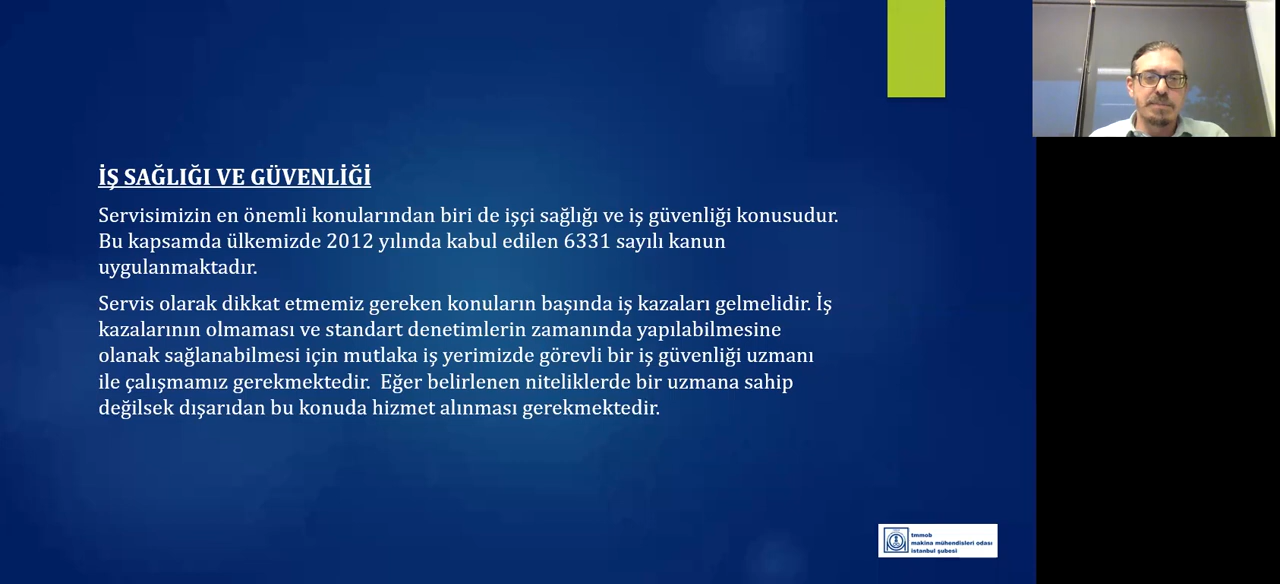 İŞ SAĞLIĞI VE GÜVENLİĞİ
Servisimizin en önemli konularından biri de işçi sağlığı ve iş güvenliği konusudur.
Bu kapsamda ülkemizde 2012 yılında kabul edilen 6331 sayılı kanun
uygulanmaktadır.
Servis olarak dikkat etmemiz gereken konuların başında iş kazaları gelmelidir. İş
kazalarının olmaması ve standart denetimlerin zamanında yapılabilmesine
olanak sağlanabilmesi için mutlaka iş yerimizde görevli bir iş güvenliği uzmanı
ile çalışmamız gerekmektedir.  Eğer belirlenen niteliklerde bir uzmana sahip
değilsek dışarıdan bu konuda hizmet alınması gerekmektedir.
tmmob
makina mühendisleri odası
istanbul şubesi